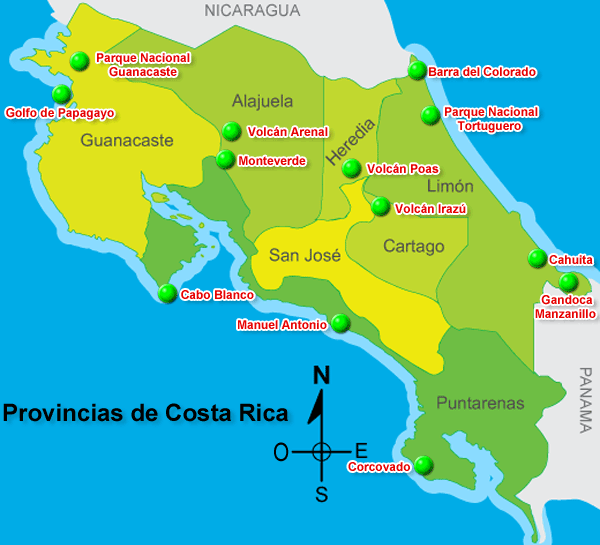 NICARAGUA
Parque Nacional
Guanacaste
Barra del Colorado
Golfo de Papagayo
Alajuela
Parque Nacional
Tortuguero
Guanacaste
Volcán Arenal
Heredia
Monteverde
Volcán Poas
Limón
Volcán Irazú
San José
Cartago
Cahuíta
Cabo Blanco
Gandoca
Manzanillo
Manuel Antonio
PANAMA
N
Provincias de Costa Rica
Puntarenas
O
E
S
Corcovado